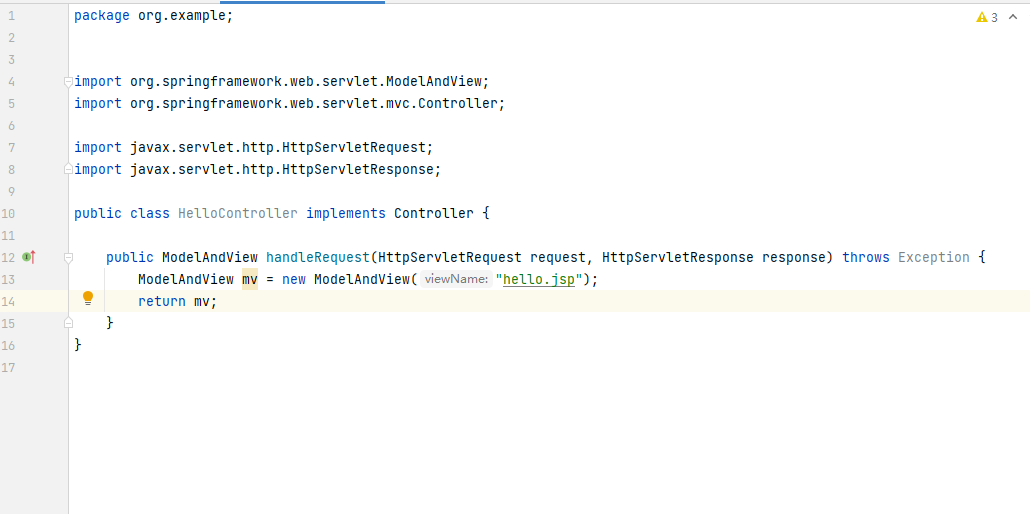 1 package org.example;
2
3
4 import org.springframework.web.servlet.ModelAndView;
5 import org.springframework.web.servlet.mvc.Controller;
6
7 import javax.servlet.http.HttpServletRequest;
8 import javax.servlet.http.HttpServletResponse;
9
10 public class HelloController implements Controller {
11
12 public ModelAndView handleRequest(HttpServletRequest request, HttpServletResponse response) throws Exception {
13 ModelAndView mv = new ModelAndView( viewName: "hello.jsp");
14 return mv;
15 }
16 }
17
3